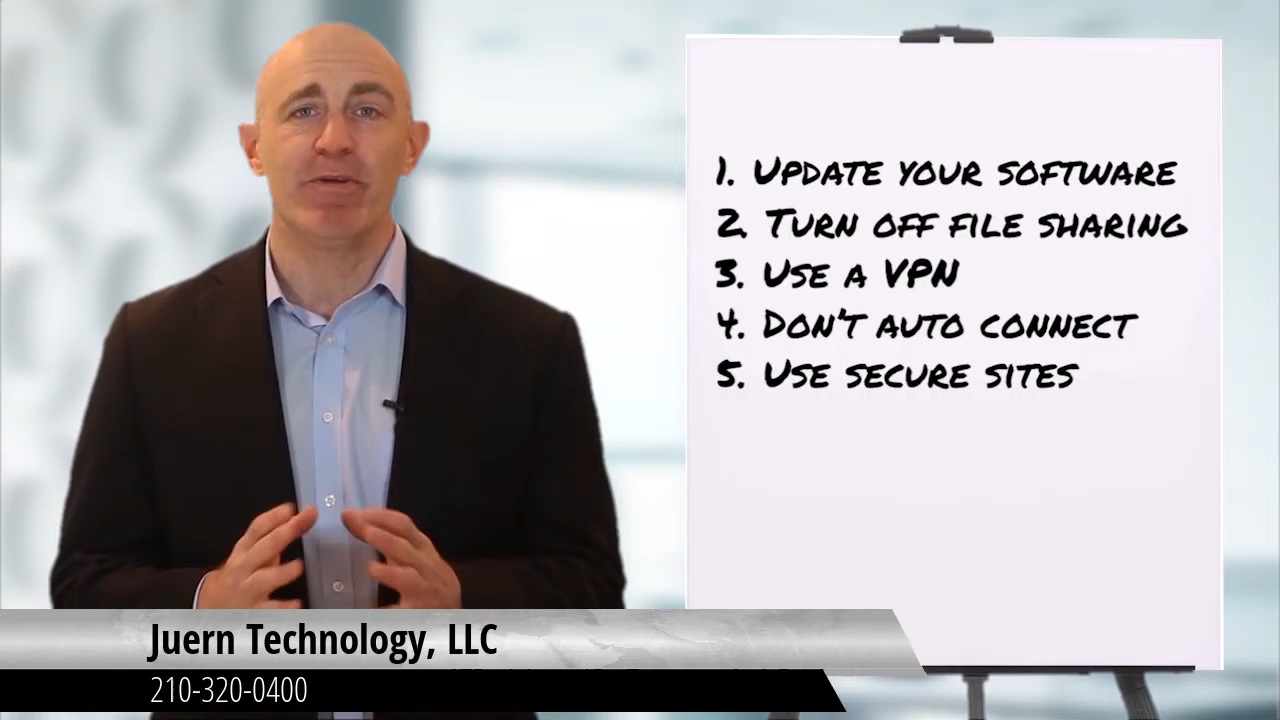 1. UPDATE YOUR SOFTWARE
2. TURN OFF FILE SHARING
3. USE A VPN
4. DON'T AUTO CONNECT
5. USE SECURE SITES
Juern Technology, LLC
210-320-0400